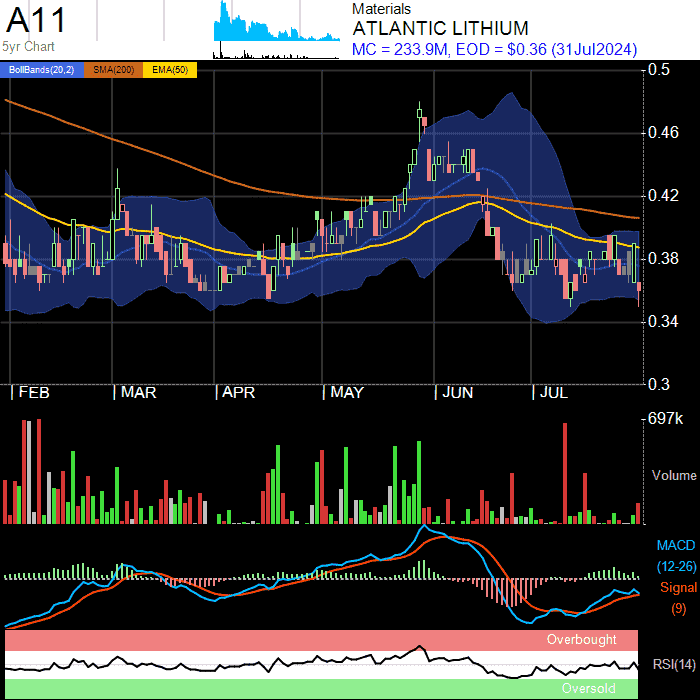 A11
5yr Chart
Materials
ATLANTIC LITHIUM
MC = 233.9M, EOD = $0.36 (31Jul2024)
BollBands(20,2) SMA(200) EMA(50)
0.5
0.46
0.42
0.38
0.34
0.3
FEB MAR APR MAY JUN JUL
697k
Volume
MACD
(12-26)
Signal
(9)
Overbought
RSI(14)
Oversold